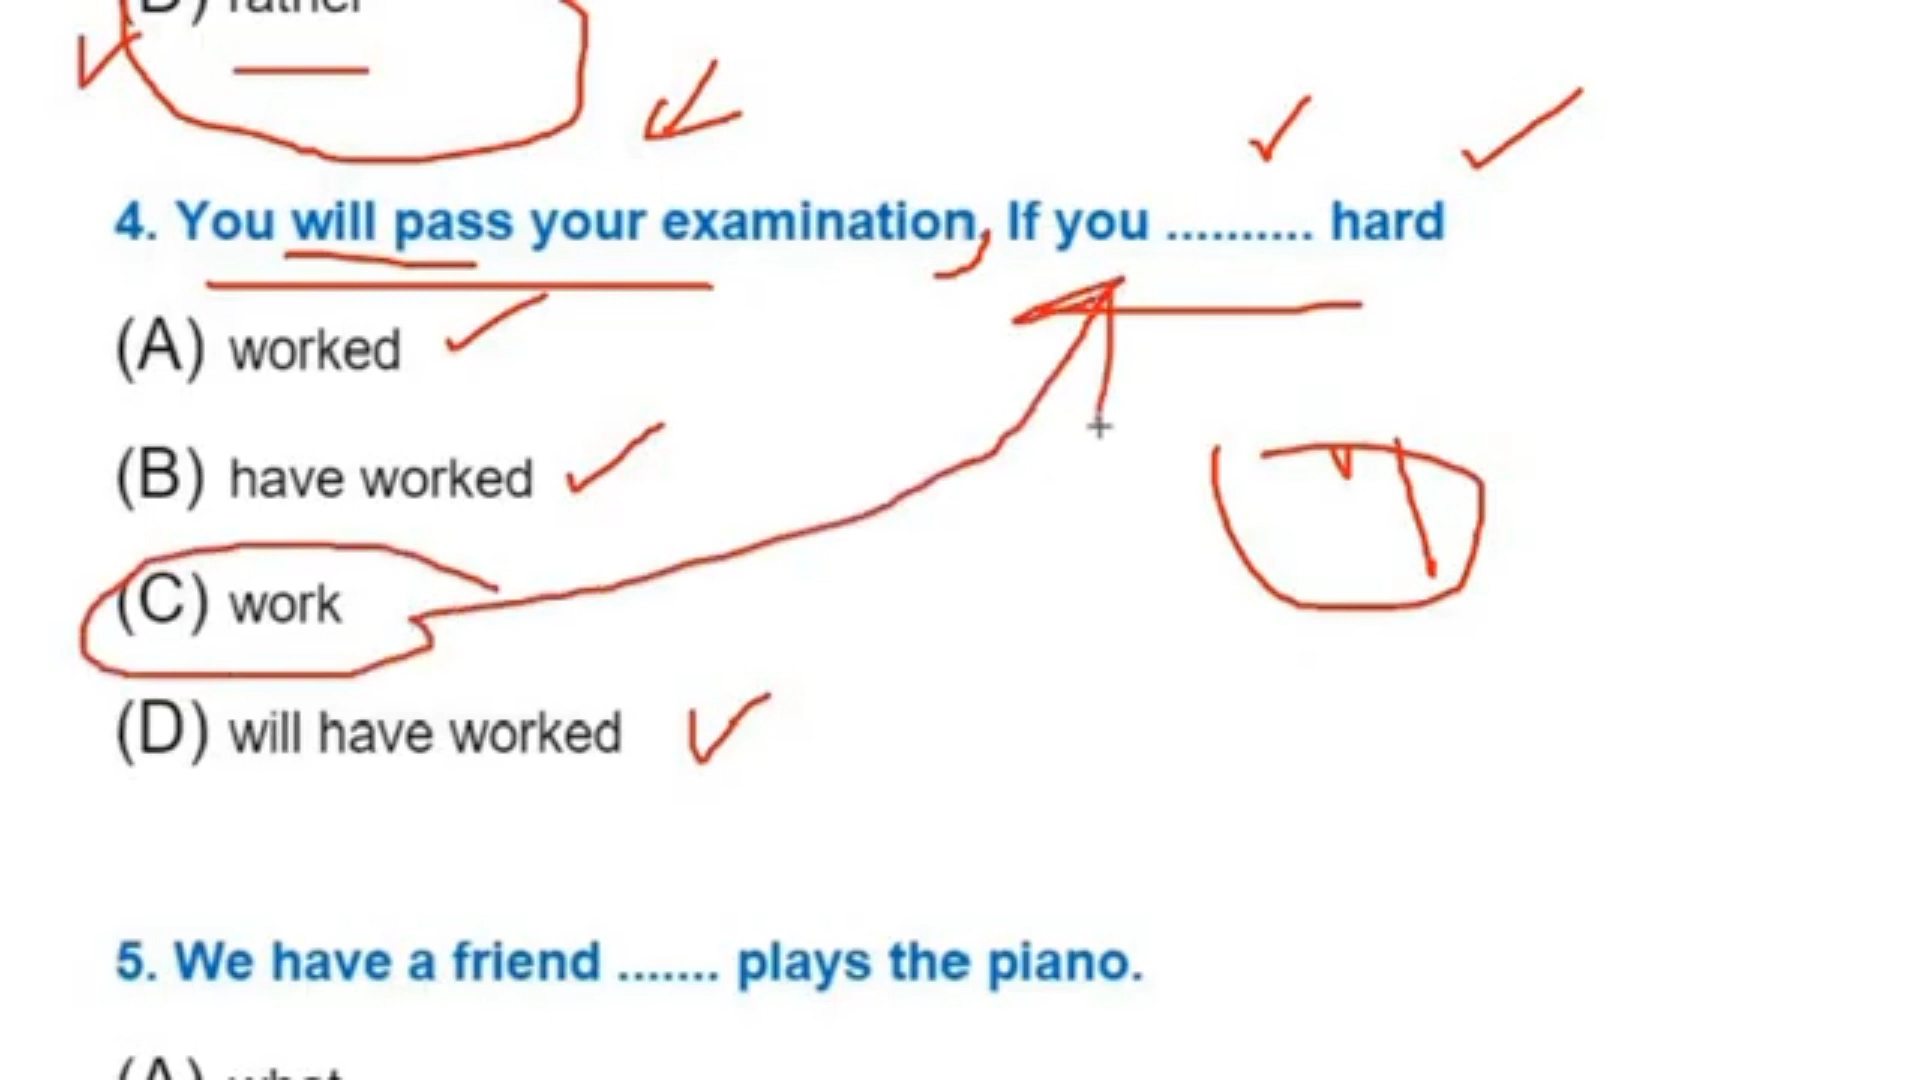 4. You will pass your examination, If you .......... hard
(A) worked
(B) have worked
(C) work
(D) will have worked
5. We have a friend ....... plays the piano.